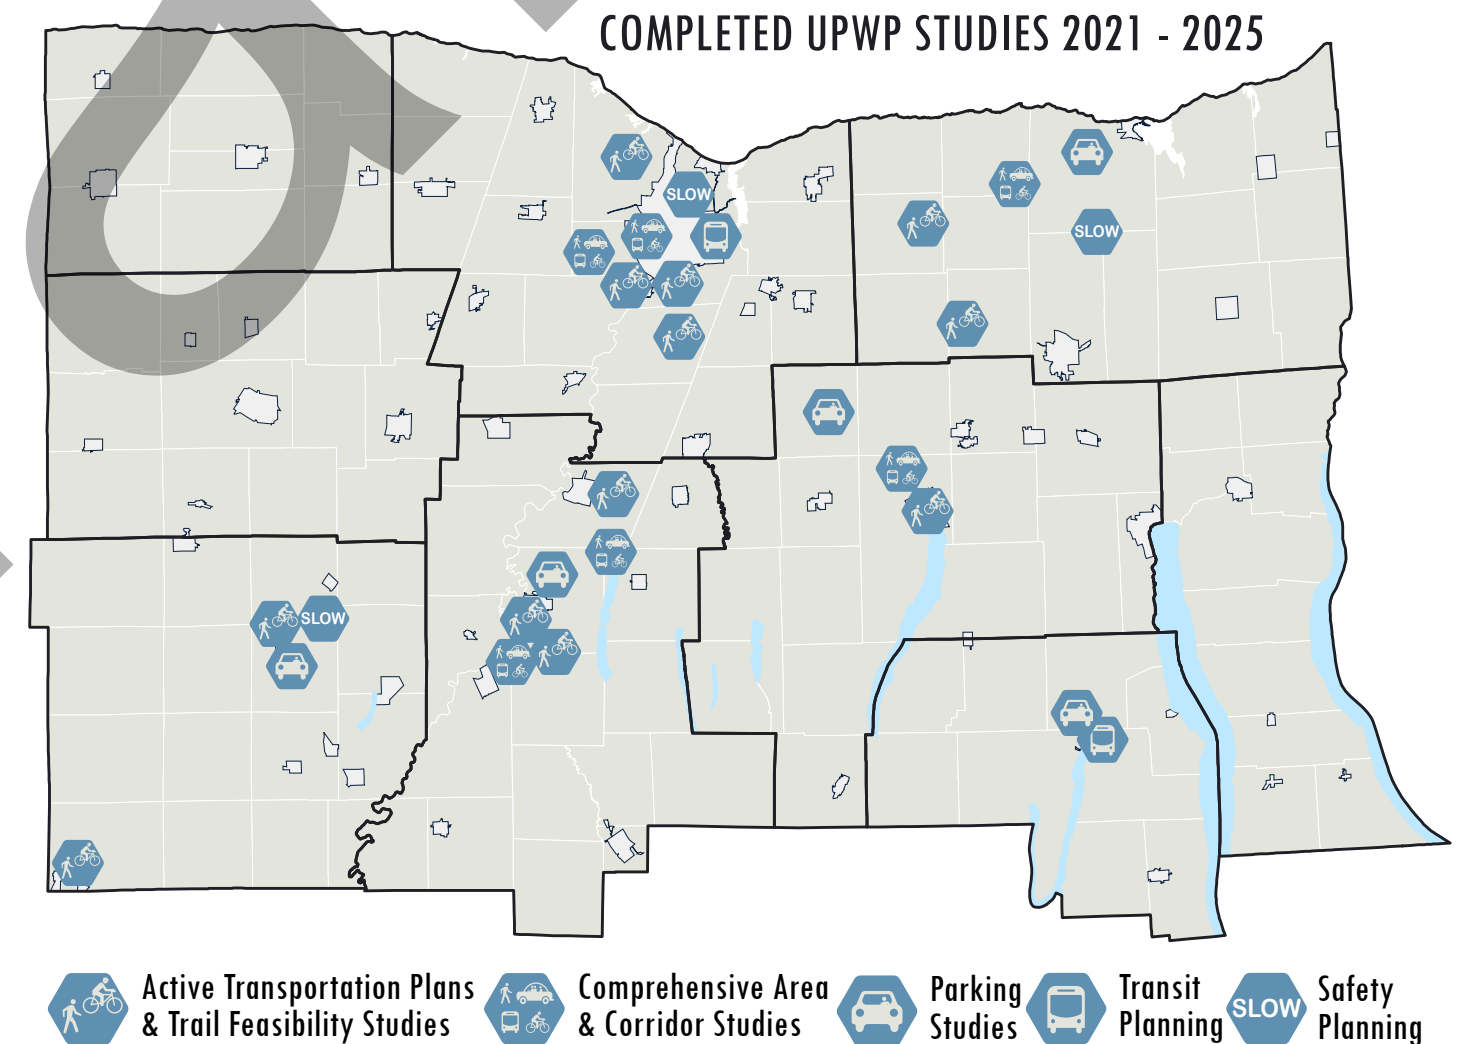 COMPLETED UPWP STUDIES 2021 - 2025
SLOW
SLOW
SLOW
Active Transportation Plans
& Trail Feasibility Studies
Comprehensive Area
& Corridor Studies
Parking
Studies
Transit
Planning
SLOW
Safety
Planning